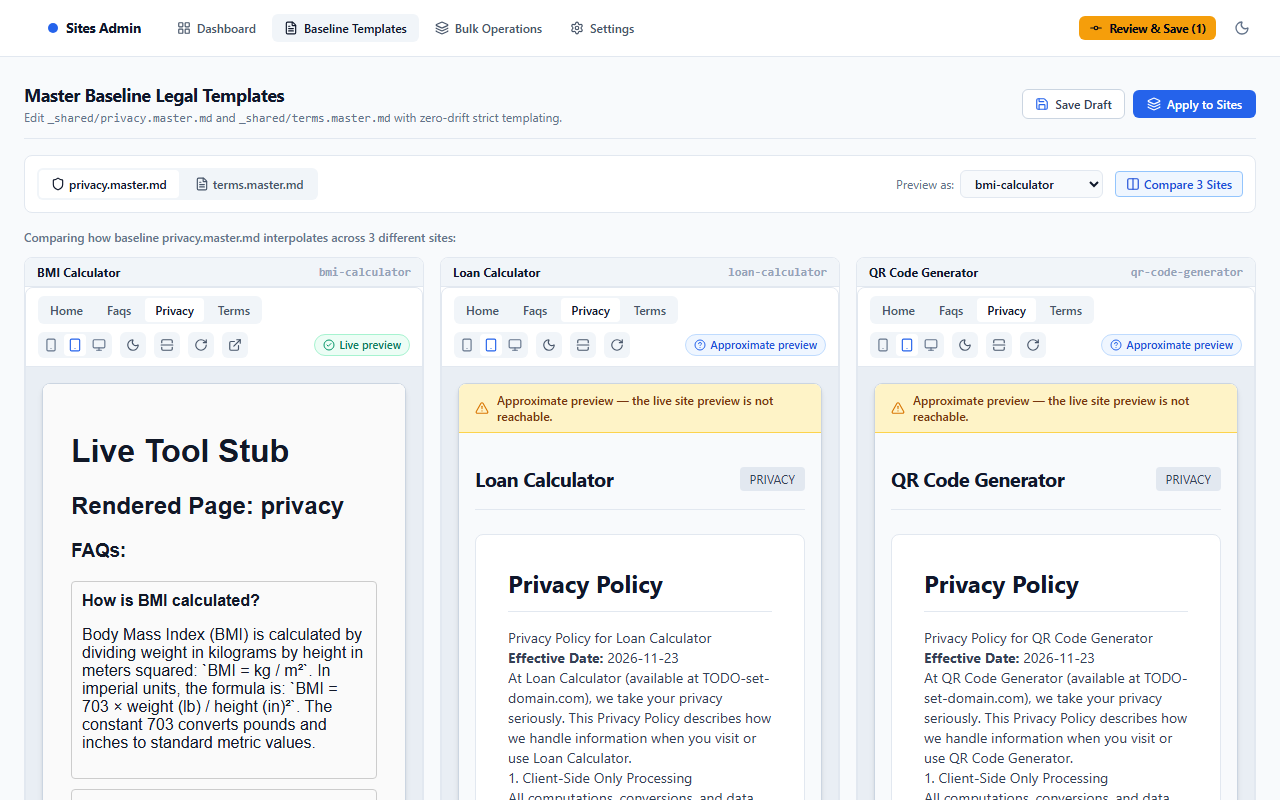 Sites Admin
Dashboard
Baseline Templates
Bulk Operations
Settings
Review & Save (1)
Master Baseline Legal Templates
Edit _shared/privacy.master.md and _shared/terms.master.md with zero-drift strict templating.
Save Draft
Apply to Sites
privacy.master.md
terms.master.md
Preview as:
bmi-calculator
Compare 3 Sites
Comparing how baseline privacy.master.md interpolates across 3 different sites:
BMI Calculator
bmi-calculator
Home
Faqs
Privacy
Terms
Live preview
Live Tool Stub
Rendered Page: privacy
FAQs:
How is BMI calculated?
Body Mass Index (BMI) is calculated by
dividing weight in kilograms by height in
meters squared: `BMI = kg / m²`. In
imperial units, the formula is: `BMI =
703 × weight (lb) / height (in)²`. The
constant 703 converts pounds and
inches to standard metric values.
Loan Calculator
loan-calculator
Home
Faqs
Privacy
Terms
Approximate preview
Approximate preview — the live site preview is not
reachable.
Loan Calculator
PRIVACY
Privacy Policy
Privacy Policy for Loan Calculator
Effective Date: 2026-11-23
At Loan Calculator (available at TODO-set-
domain.com), we take your privacy
seriously. This Privacy Policy describes how
we handle information when you visit or
use Loan Calculator.
1. Client-Side Only Processing
All computations, conversions, and data
QR Code Generator
qr-code-generator
Home
Faqs
Privacy
Terms
Approximate preview
Approximate preview — the live site preview is not
reachable.
QR Code Generator
PRIVACY
Privacy Policy
Privacy Policy for QR Code Generator
Effective Date: 2026-11-23
At QR Code Generator (available at TODO-
set-domain.com), we take your privacy
seriously. This Privacy Policy describes how
we handle information when you visit or
use QR Code Generator.
1. Client-Side Only Processing
All computations, conversions, and data